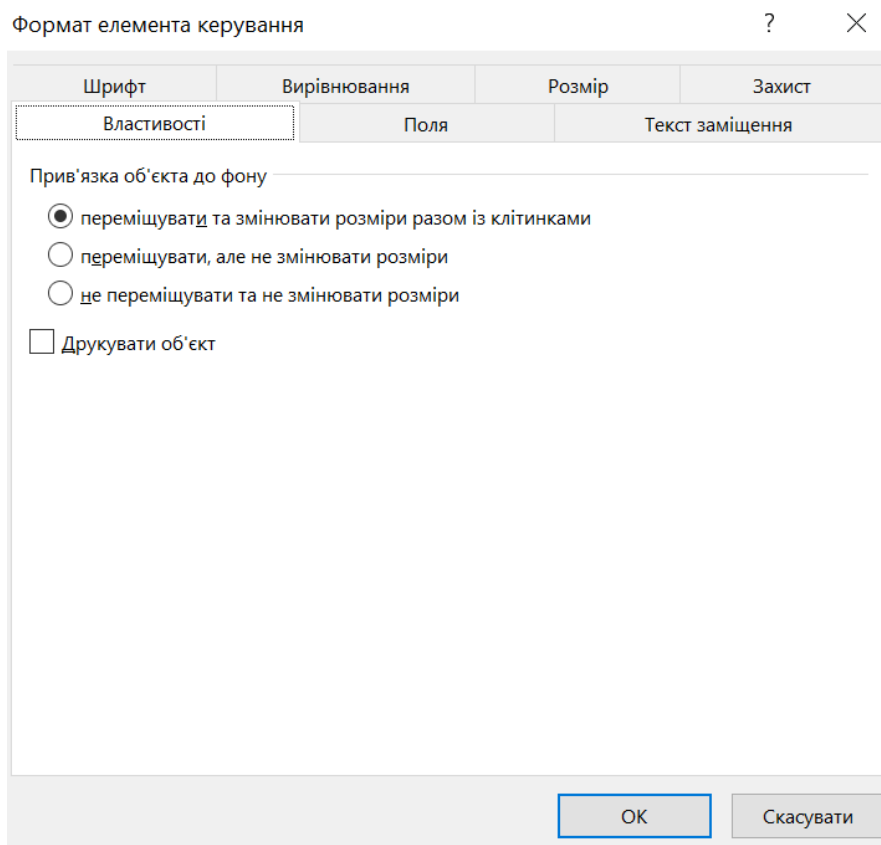 Формат елемента керування
Шрифт Вирівнювання Розмір Захист
Властивості Поля Текст заміщення
Прив'язка об'єкта до фону
переміщувати та змінювати розміри разом із клітинками
переміщувати, але не змінювати розміри
не переміщувати та не змінювати розміри
Друкувати об'єкт
ОК Скасувати